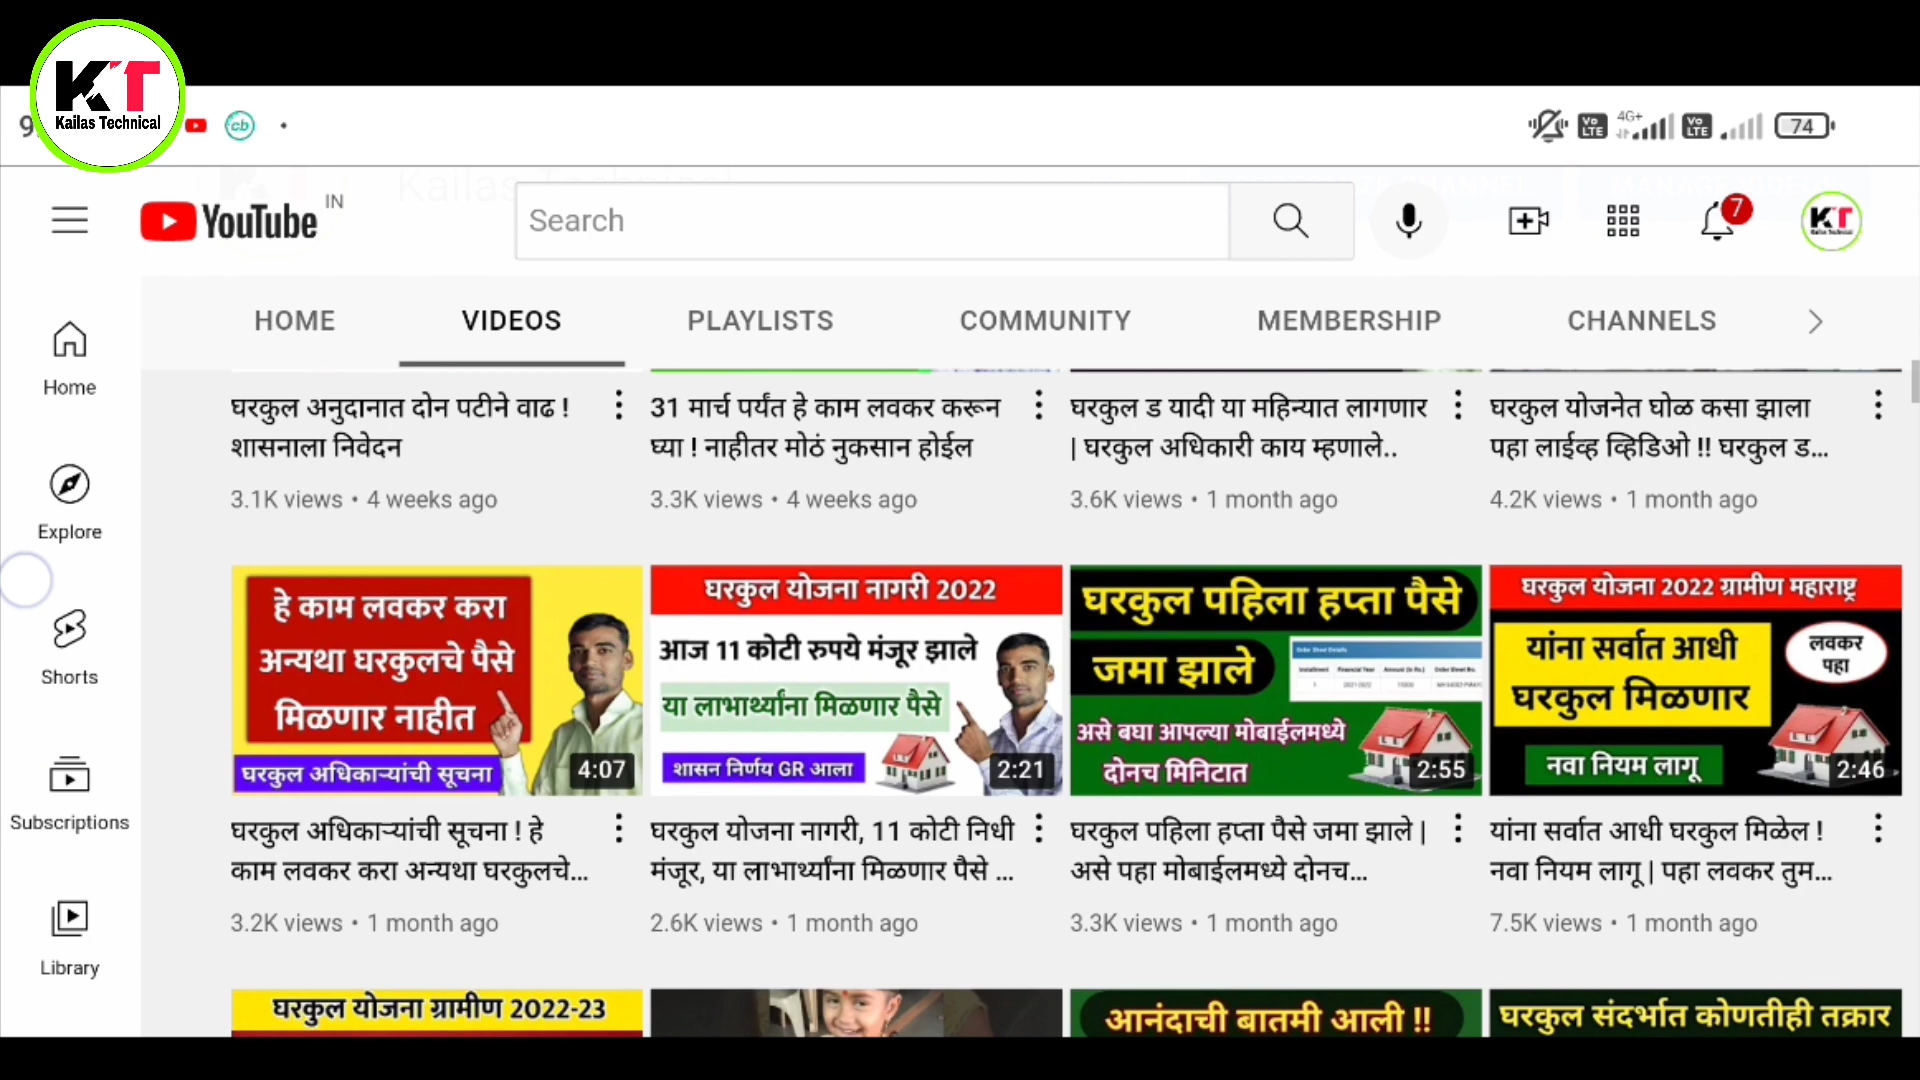 KT
Kailas Technical
cb
4G+
Vo
LTE
Vo
LTE
74
YouTube
IN
Search
7
KT
HOME
VIDEOS
PLAYLISTS
COMMUNITY
MEMBERSHIP
CHANNELS
Home
Explore
Shorts
Subscriptions
Library
घरकुल अनुदानात दोन पटीने वाढ !
शासनाला निवेदन
3.1K views • 4 weeks ago
31 मार्च पर्यंत हे काम लवकर करून
घ्या ! नाहीतर मोठं नुकसान होईल
3.3K views • 4 weeks ago
घरकुल ड यादी या महिन्यात लागणार
| घरकुल अधिकारी काय म्हणाले..
3.6K views • 1 month ago
घरकुल योजनेत घोळ कसा झाला
पहा लाईव्ह व्हिडिओ !! घरकुल ड...
4.2K views • 1 month ago
हे काम लवकर करा
अन्यथा घरकुलचे पैसे
मिळणार नाहीत
घरकुल अधिकाऱ्यांची सूचना
4:07
घरकुल अधिकाऱ्यांची सूचना ! हे
काम लवकर करा अन्यथा घरकुलचे...
3.2K views • 1 month ago
घरकुल योजना नागरी 2022
आज 11 कोटी रुपये मंजूर झाले
या लाभार्थ्यांना मिळणार पैसे
शासन निर्णय GR आला
2:21
घरकुल योजना नागरी, 11 कोटी निधी
मंजूर, या लाभार्थ्यांना मिळणार पैसे ...
2.6K views • 1 month ago
घरकुल पहिला हप्ता पैसे
जमा झाले
असे बघा आपल्या मोबाईलमध्ये
दोनच मिनिटात
2:55
घरकुल पहिला हप्ता पैसे जमा झाले |
असे पहा मोबाईलमध्ये दोनच...
3.3K views • 1 month ago
घरकुल योजना 2022 ग्रामीण महाराष्ट्र
यांना सर्वात आधी
घरकुल मिळणार
लवकर
पहा
नवा नियम लागू
2:46
यांना सर्वात आधी घरकुल मिळेल !
नवा नियम लागू | पहा लवकर तुम...
7.5K views • 1 month ago
घरकुल योजना ग्रामीण 2022-23
आनंदाची बातमी आली !!
घरकुल संदर्भात कोणतीही तक्रार